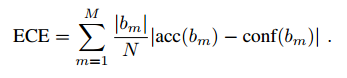 ECE = \sum_{m=1}^{M} \frac{|b_m|}{N} |acc(b_m) − conf(b_m)| .